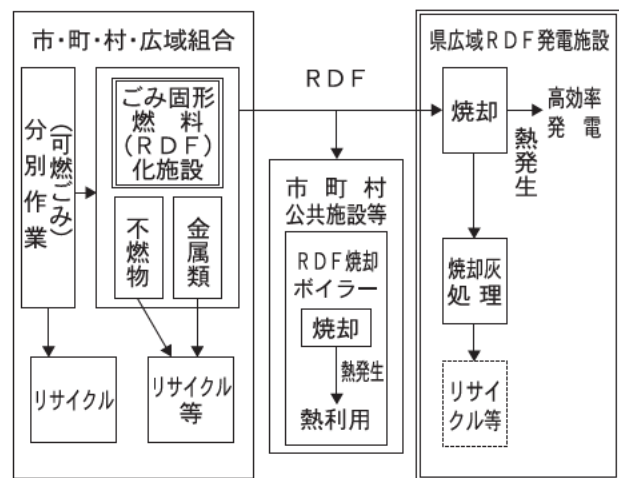 市・町・村・広域組合
分別作業
(可燃ごみ)
ごみ固形
燃料
(RDF)
化施設
不燃物
金属類
リサイクル
リサイクル
等
RDF
市町村
公共施設等
RDF焼却
ボイラー
焼却
熱発生
熱利用
県広域RDF発電施設
焼却
高効率
発電
熱発生
焼却灰
処理
リサイ
クル等